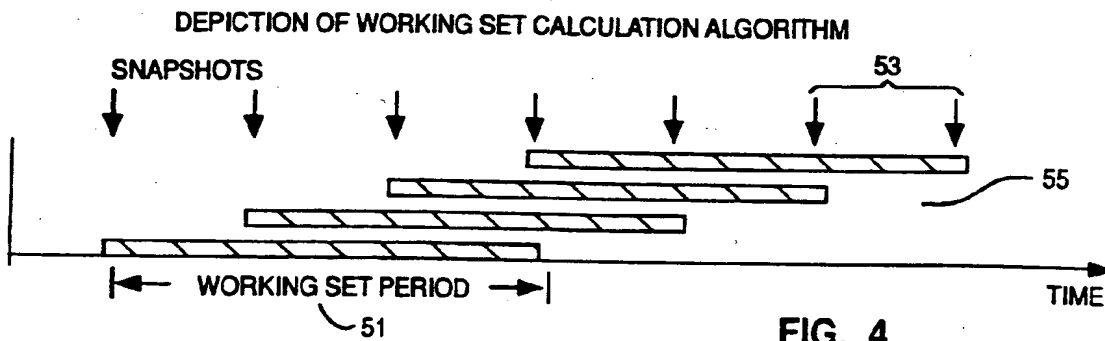 DEPICTION OF WORKING SET CALCULATION ALGORITHM
SNAPSHOTS
53
55
WORKING SET PERIOD
TIME
51
FIG. 4